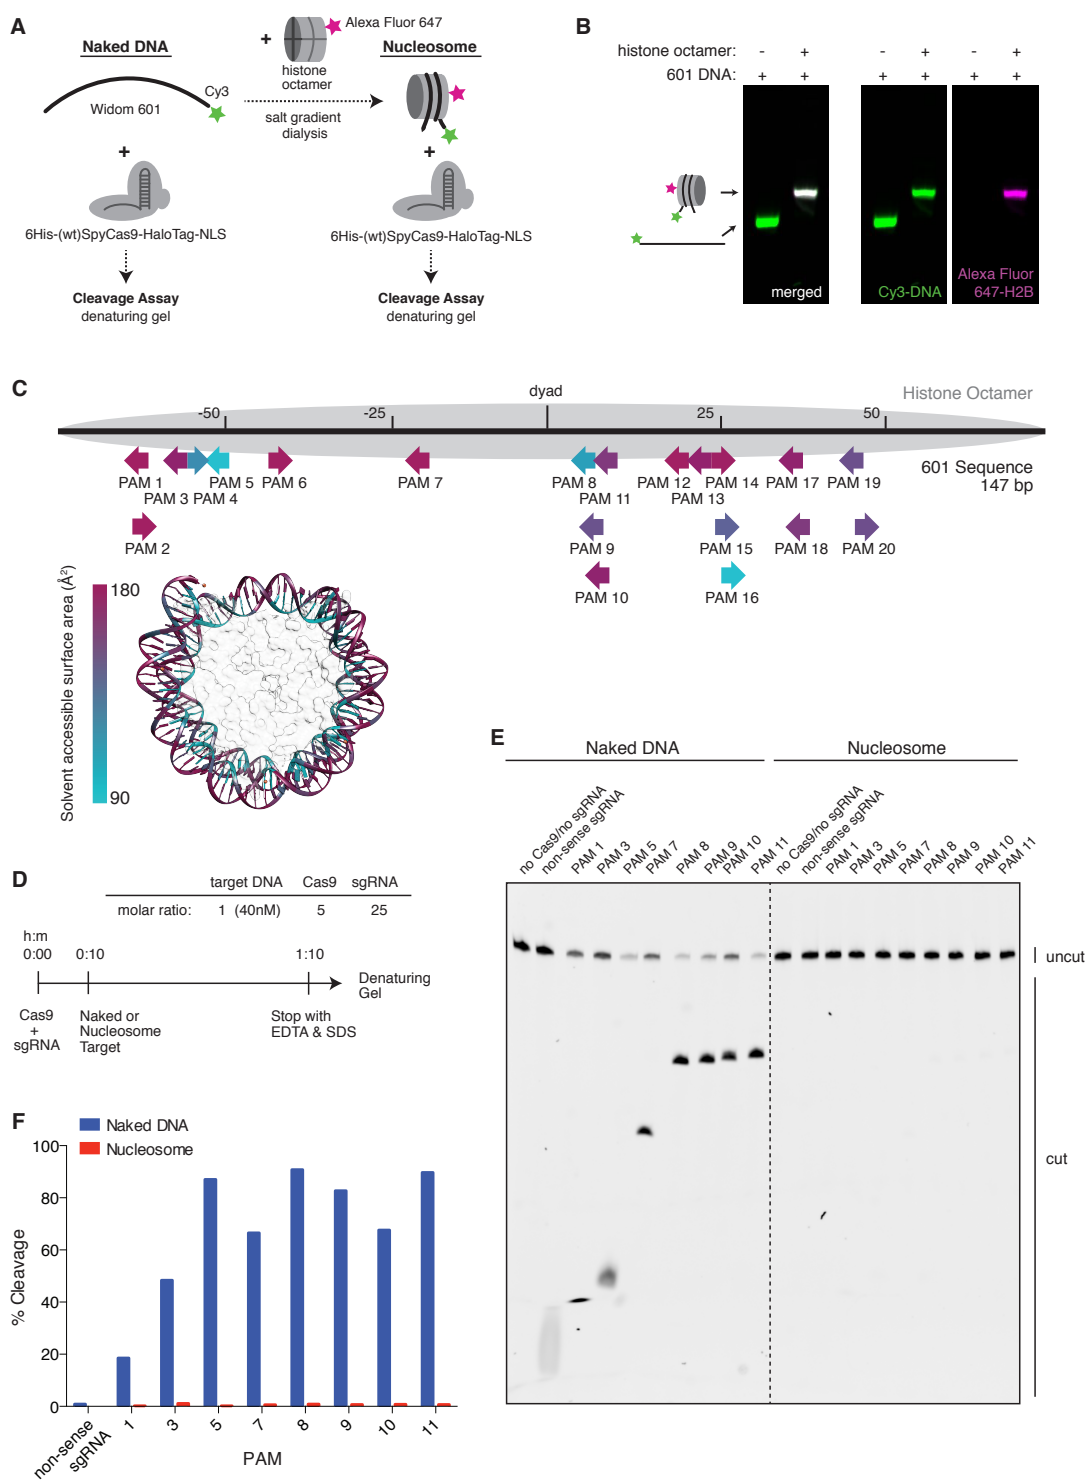 A
Naked DNA
Widom 601
Cy3
+
histone
octamer
Alexa Fluor 647
salt gradient
dialysis
Nucleosome
+
6His-(wt)SpyCas9-HaloTag-NLS
Cleavage Assay
denaturing gel
+
6His-(wt)SpyCas9-HaloTag-NLS
Cleavage Assay
denaturing gel
B
histone octamer: - + - + - +
601 DNA: + + + + + +
merged
Cy3-DNA
Alexa Fluor
647-H2B
C
dyad
Histone Octamer
-50 -25 25 50
601 Sequence
147 bp
PAM 1 PAM 5 PAM 6 PAM 7 PAM 8 PAM 12 PAM 14 PAM 17 PAM 19
PAM 3 PAM 4 PAM 11 PAM 13
PAM 2 PAM 9 PAM 15 PAM 18 PAM 20
PAM 10 PAM 16
Solvent accessible surface area (Å²)
180
90
D
target DNA Cas9 sgRNA
molar ratio: 1 (40nM) 5 25
h:m
0:00 0:10 1:10
Denaturing
Gel
Cas9
+
sgRNA
Naked or
Nucleosome
Target
Stop with
EDTA & SDS
E
Naked DNA Nucleosome
no Cas9/no sgRNA
non-sense sgRNA
PAM 1
PAM 3
PAM 5
PAM 7
PAM 8
PAM 9
PAM 10
PAM 11
no Cas9/no sgRNA
non-sense sgRNA
PAM 1
PAM 3
PAM 5
PAM 7
PAM 8
PAM 9
PAM 10
PAM 11
uncut
cut
F
Naked DNA
Nucleosome
% Cleavage
100
80
60
40
20
0
non-sense
sgRNA
1 3 5 7 8 9 10 11
PAM